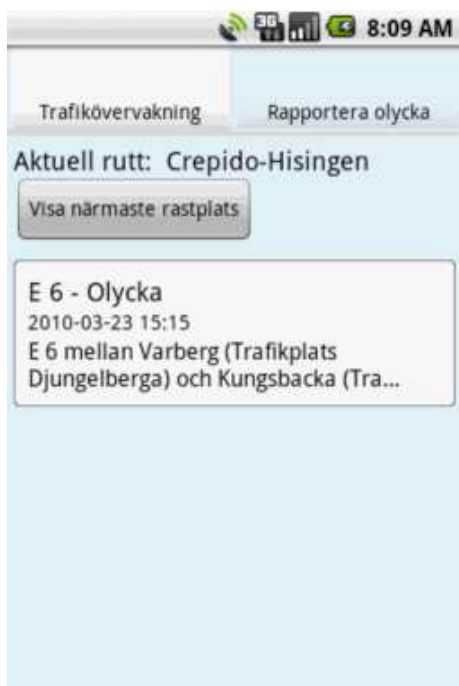 3G
8:09 AM
Trafikövervakning
Rapportera olycka
Aktuell rutt: Crepido-Hisingen
Visa närmaste rastplats
E 6 - Olycka
2010-03-23 15:15
E 6 mellan Varberg (Trafikplats
Djungelberga) och Kungsbacka (Tra...